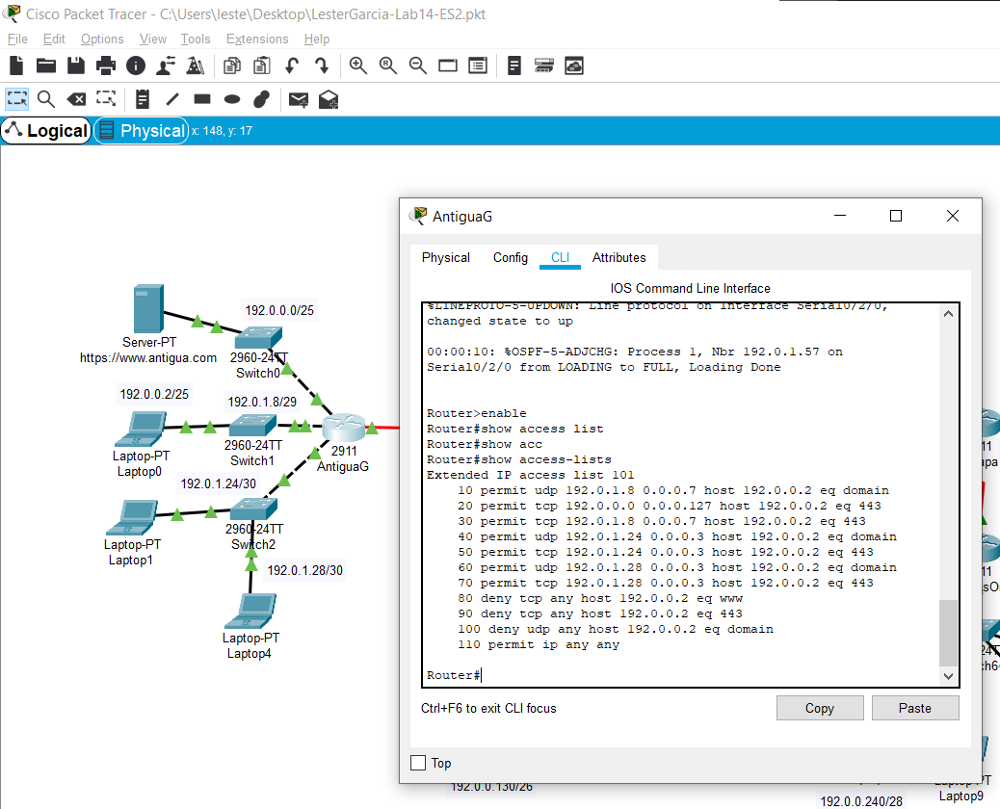 Cisco Packet Tracer - C:\Users\leste\Desktop\LesterGarcia-Lab14-ES2.pkt
File Edit Options View Tools Extensions Help
Logical Physical x: 148, y: 17
AntiguaG
Physical Config CLI Attributes
IOS Command Line Interface
%LINEPROTO-5-UPDOWN: Line protocol on Interface Serial0/2/0,
changed state to up
00:00:10: %OSPF-5-ADJCHG: Process 1, Nbr 192.0.1.57 on
Serial0/2/0 from LOADING to FULL, Loading Done
Router>enable
Router#show access list
Router#show acc
Router#show access-lists
Extended IP access list 101
10 permit udp 192.0.1.8 0.0.0.7 host 192.0.0.2 eq domain
20 permit tcp 192.0.0.0 0.0.0.127 host 192.0.0.2 eq 443
30 permit tcp 192.0.1.8 0.0.0.7 host 192.0.0.2 eq 443
40 permit udp 192.0.1.24 0.0.0.3 host 192.0.0.2 eq domain
50 permit tcp 192.0.1.24 0.0.0.3 host 192.0.0.2 eq 443
60 permit udp 192.0.1.28 0.0.0.3 host 192.0.0.2 eq domain
70 permit tcp 192.0.1.28 0.0.0.3 host 192.0.0.2 eq 443
80 deny tcp any host 192.0.0.2 eq www
90 deny tcp any host 192.0.0.2 eq 443
100 deny udp any host 192.0.0.2 eq domain
110 permit ip any any
Router#
Ctrl+F6 to exit CLI focus
Copy Paste
Top
192.0.0.0/25
Server-PT
https://www.antigua.com
2960-24TT
Switch0
192.0.0.2/25
192.0.1.8/29
Laptop-PT
Laptop0
2960-24TT
Switch1
2911
AntiguaG
192.0.1.24/30
Laptop-PT
Laptop1
2960-24TT
Switch2
192.0.1.28/30
Laptop-PT
Laptop4
192.0.0.130/26
Laptop-PT
Laptop9
192.0.0.240/28